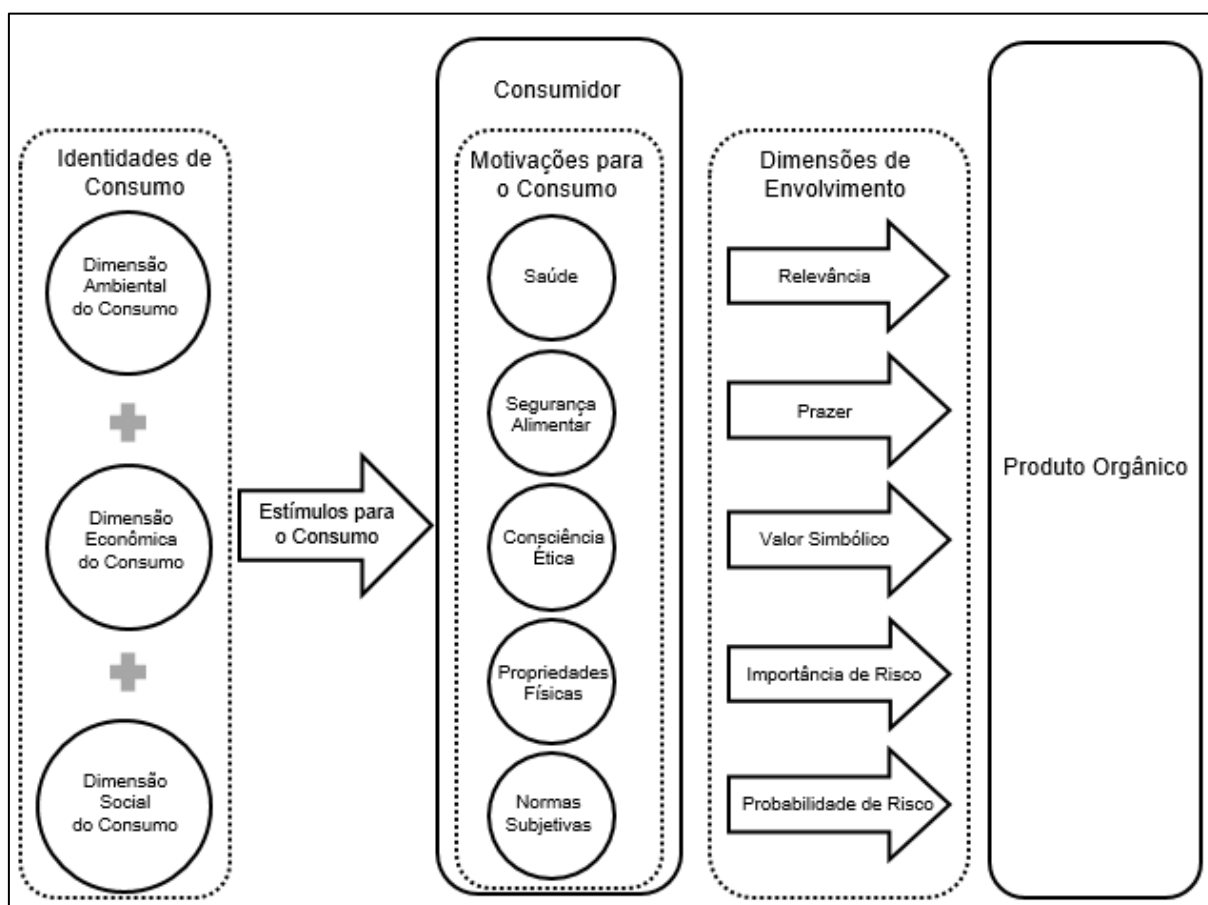 Identidades de
Consumo
Dimensão
Ambiental
do Consumo
Dimensão
Econômica
do Consumo
Dimensão
Social
do Consumo
Estímulos para
o Consumo
Consumidor
Motivações para
o Consumo
Saúde
Segurança
Alimentar
Consciência
Ética
Propriedades
Físicas
Normas
Subjetivas
Dimensões de
Envolvimento
Relevância
Prazer
Valor Simbólico
Importância de Risco
Probabilidade de Risco
Produto Orgânico